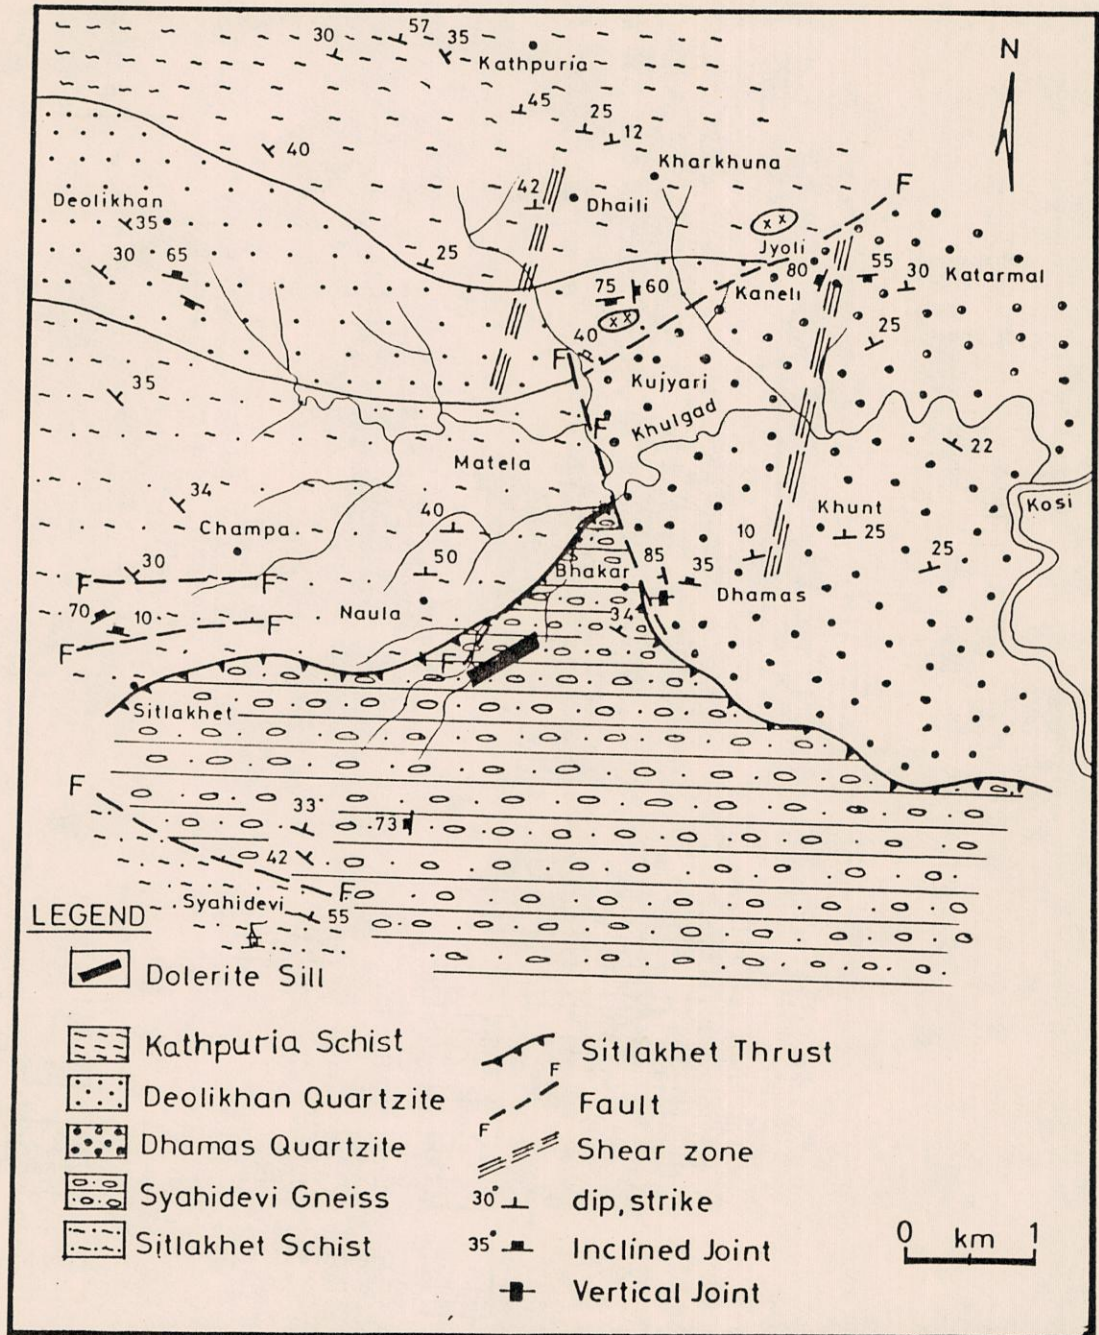 30 57 35
Kathpuria
N
45
25
12
40
Kharkhuna
42
Dhaili
F
Deolikhan
35
Jyoli
25
30 65
80
55
30
Katarmal
75 60
Kaneli
40
25
F
Kujyari
35
F
Khulgad
Matela
22
34
40
Khunt
Kosi
Champa
10
25
85
35
25
30
50
Bhakar
F F
Dhamas
70
10
F
Naula
34
F
F
Sitlakhet
F
33°
73
42
F
Syahidevi
55
LEGEND
Dolerite Sill
Kathpuria Schist
Deolikhan Quartzite
Dhamas Quartzite
Syahidevi Gneiss
Sitlakhet Schist
Sitlakhet Thrust
F
Fault
F
Shear zone
30° dip, strike
35° Inclined Joint
Vertical Joint
0 km 1